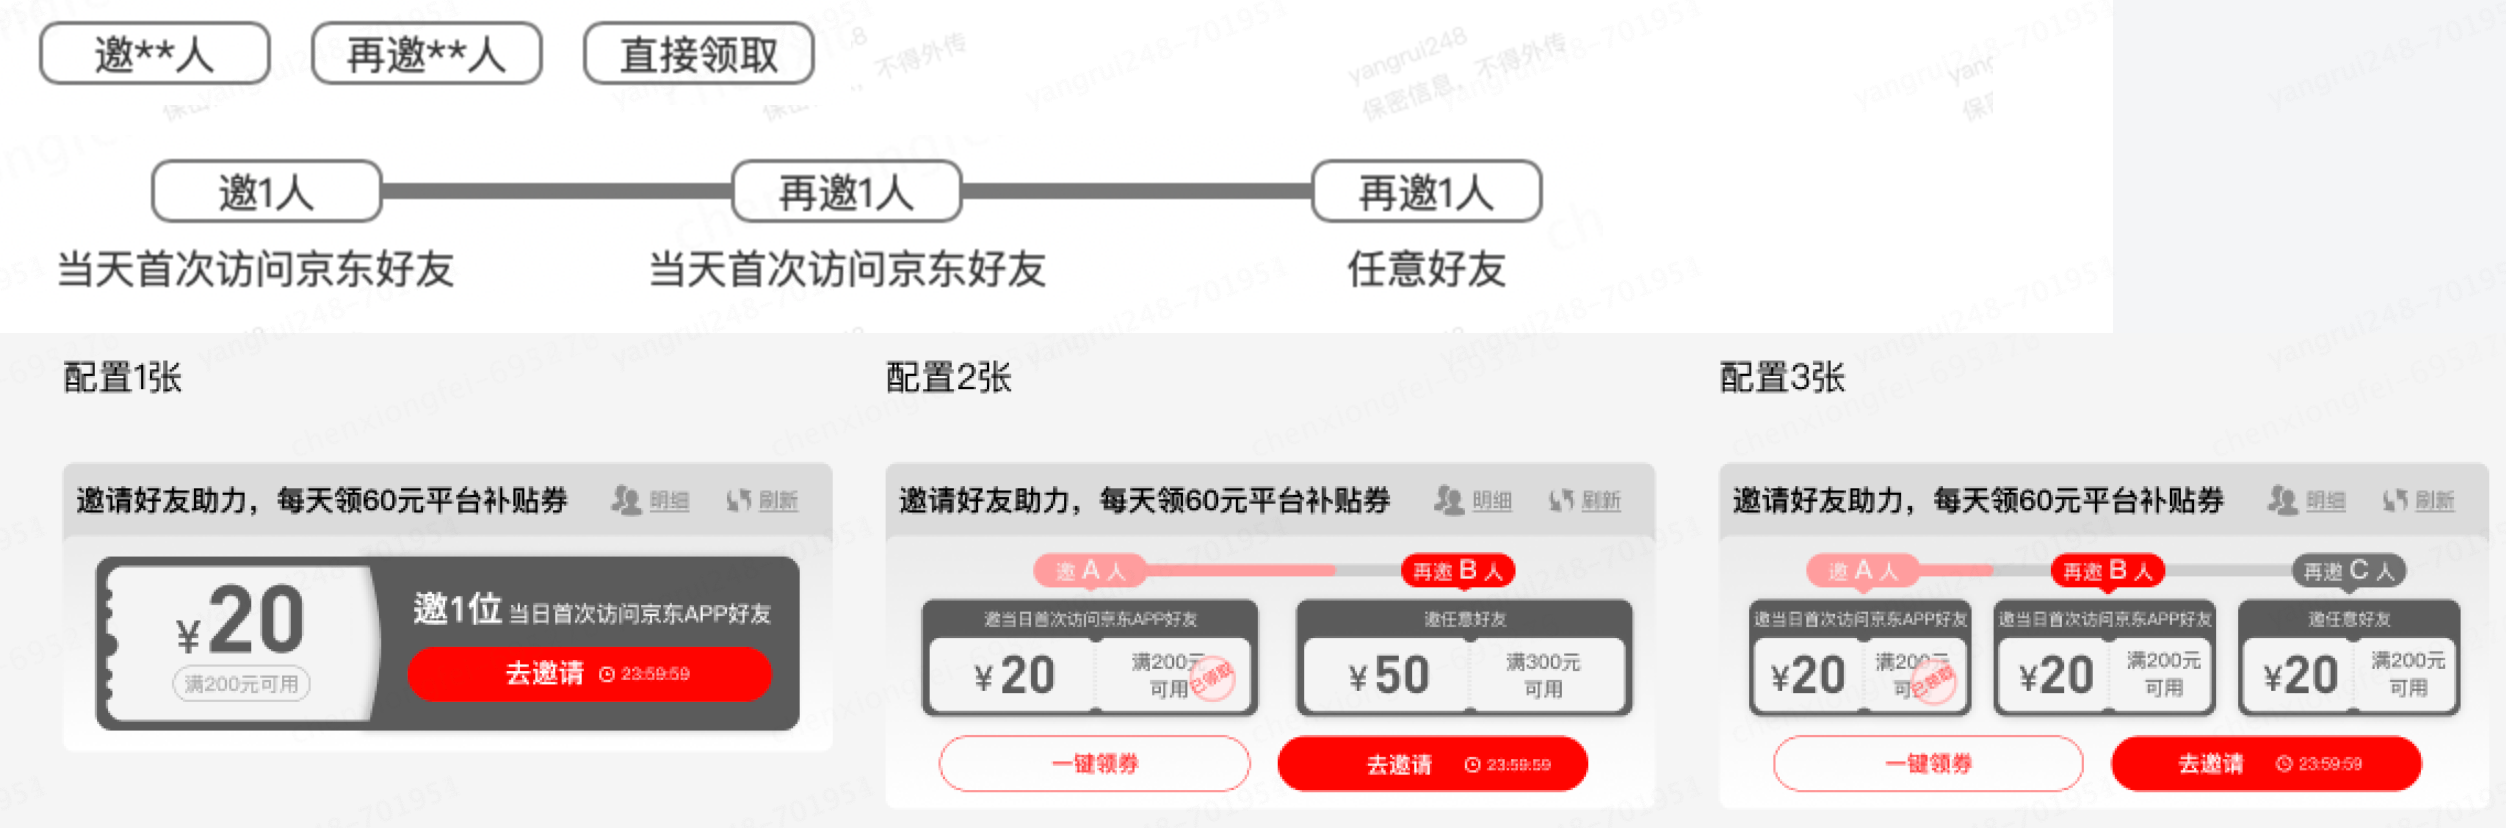 邀**人
再邀**人
直接领取
yangrui248
保密信息，不得外传
邀1人
再邀1人
再邀1人
当天首次访问京东好友
当天首次访问京东好友
任意好友
配置1张
配置2张
配置3张
邀请好友助力，每天领60元平台补贴券
明细
刷新
¥20
满200元可用
邀1位 当日首次访问京东APP好友
去邀请 23:59:59
邀请好友助力，每天领60元平台补贴券
明细
刷新
邀 A 人
再邀 B 人
邀当日首次访问京东APP好友
¥20
满200元
可用
已领取
邀任意好友
¥50
满300元
可用
一键领券
去邀请 23:59:59
邀请好友助力，每天领60元平台补贴券
明细
刷新
邀 A 人
再邀 B 人
再邀 C 人
邀当日首次访问京东APP好友
¥20
满200元
可用
已领取
邀当日首次访问京东APP好友
¥20
满200元
可用
邀任意好友
¥20
满200元
可用
一键领券
去邀请 23:59:59
yangrui248-701951
chenxiongfei-695276